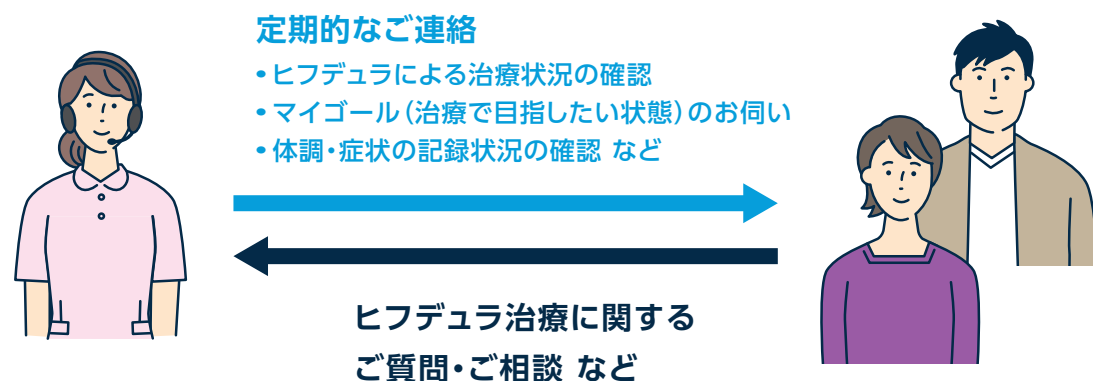 定期的なご連絡
•ヒフデュラによる治療状況の確認
•マイゴール(治療で目指したい状態)のお伺い
•体調・症状の記録状況の確認 など
ヒフデュラ治療に関する
ご質問・ご相談 など